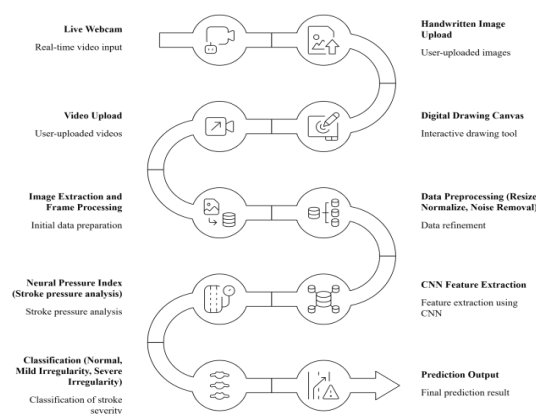 Live Webcam
Real-time video input
Handwritten Image
Upload
User-uploaded images
Video Upload
User-uploaded videos
Digital Drawing Canvas
Interactive drawing tool
Image Extraction and
Frame Processing
Initial data preparation
Data Preprocessing (Resize
Normalize, Noise Removal)
Data refinement
Neural Pressure Index
(Stroke pressure analysis)
Stroke pressure analysis
CNN Feature Extraction
Feature extraction using
CNN
Classification (Normal,
Mild Irregularity, Severe
Irregularity)
Classification of stroke
severity
Prediction Output
Final prediction result